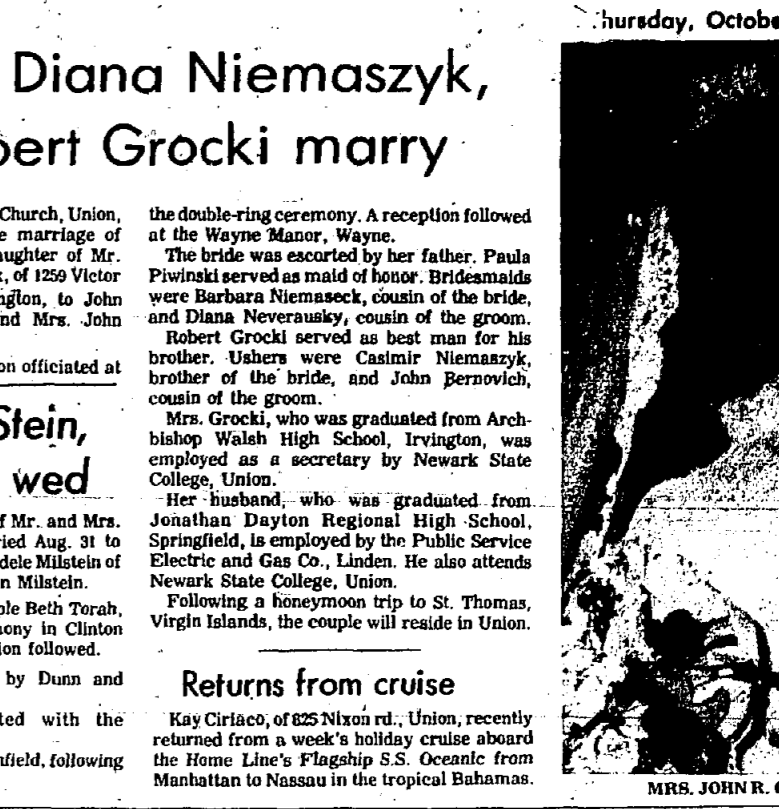 hursday, Octobe
Diana Niemaszyk,
bert Grocki marry
Church, Union,
e marriage of
aughter of Mr.
k, of 1259 Victor
ngton, to John
nd Mrs. John
on officiated at
Stein,
wed
f Mr. and Mrs.
ried Aug. 31 to
dele Milstein of
n Milstein.
ple Beth Torah,
mony in Clinton
ion followed.
by Dunn and
ted with the
nfield, following
the double-ring ceremony. A reception followed
at the Wayne Manor, Wayne.
The bride was escorted by her father. Paula
Piwinski served as maid of honor. Bridesmaids
were Barbara Niemaseck, cousin of the bride,
and Diana Neverausky, cousin of the groom.
Robert Grocki served as best man for his
brother. Ushers were Casimir Niemaszyk,
brother of the bride, and John Bernovich,
cousin of the groom.
Mrs. Grocki, who was graduated from Arch-
bishop Walsh High School, Irvington, was
employed as a secretary by Newark State
College, Union.
Her husband, who was graduated from
Jonathan Dayton Regional High School,
Springfield, is employed by the Public Service
Electric and Gas Co., Linden. He also attends
Newark State College, Union.
Following a honeymoon trip to St. Thomas,
Virgin Islands, the couple will reside in Union.
Returns from cruise
Kay Ciriaco, of 825 Nixon rd., Union, recently
returned from a week's holiday cruise aboard
the Home Line's Flagship S.S. Oceanic from
Manhattan to Nassau in the tropical Bahamas.
MRS. JOHN R.